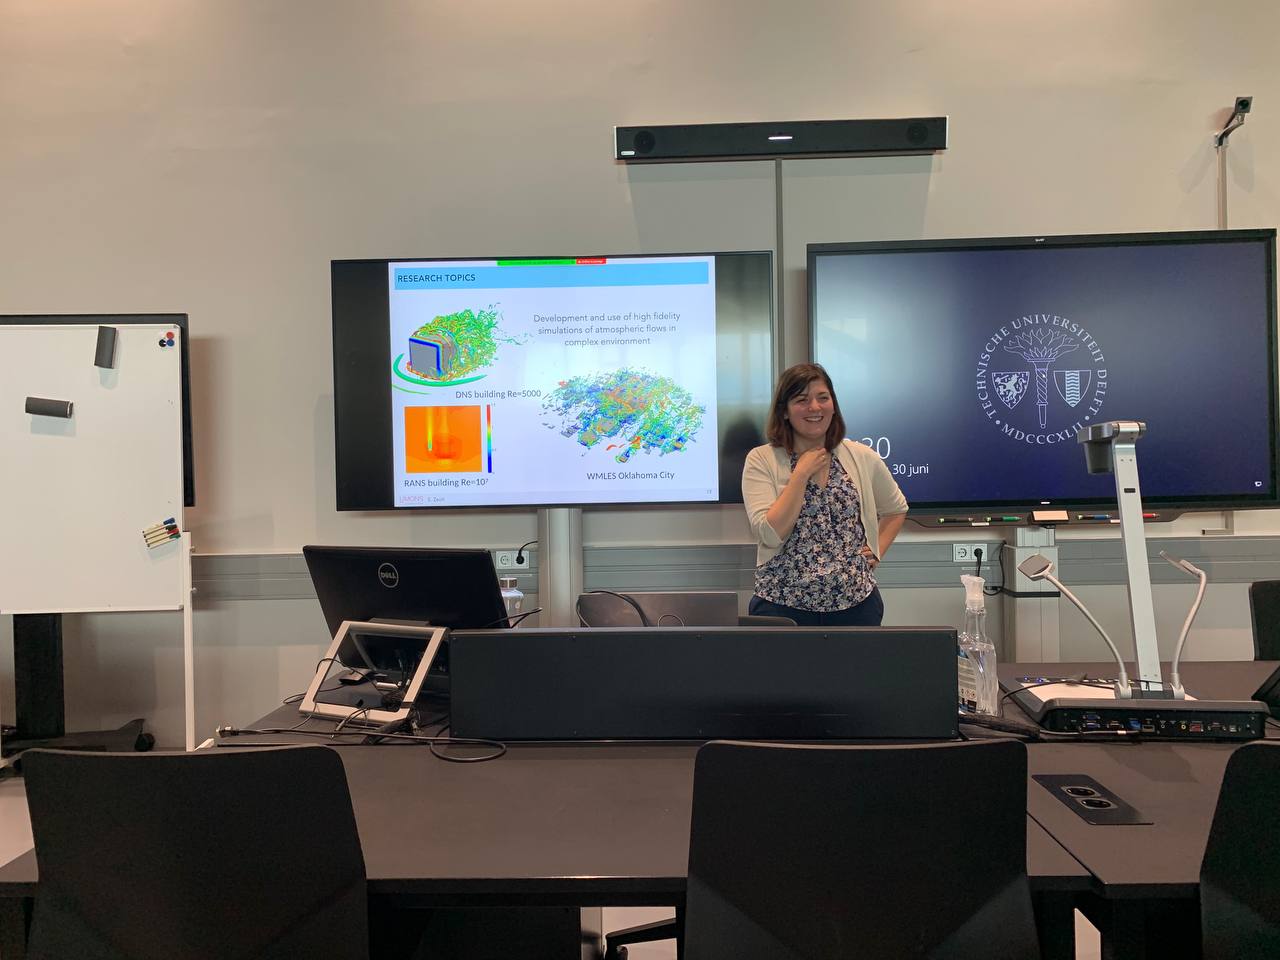 RESEARCH TOPICS
Development and use of high fidelity
simulations of atmospheric flows in
complex environment
DNS building Re=5000
RANS building Re=10⁷
WMLES Oklahoma City
UMONS
TECHNISCHE UNIVERSITEIT DELFT
MDCCCXLII
20
30 juni
DELL